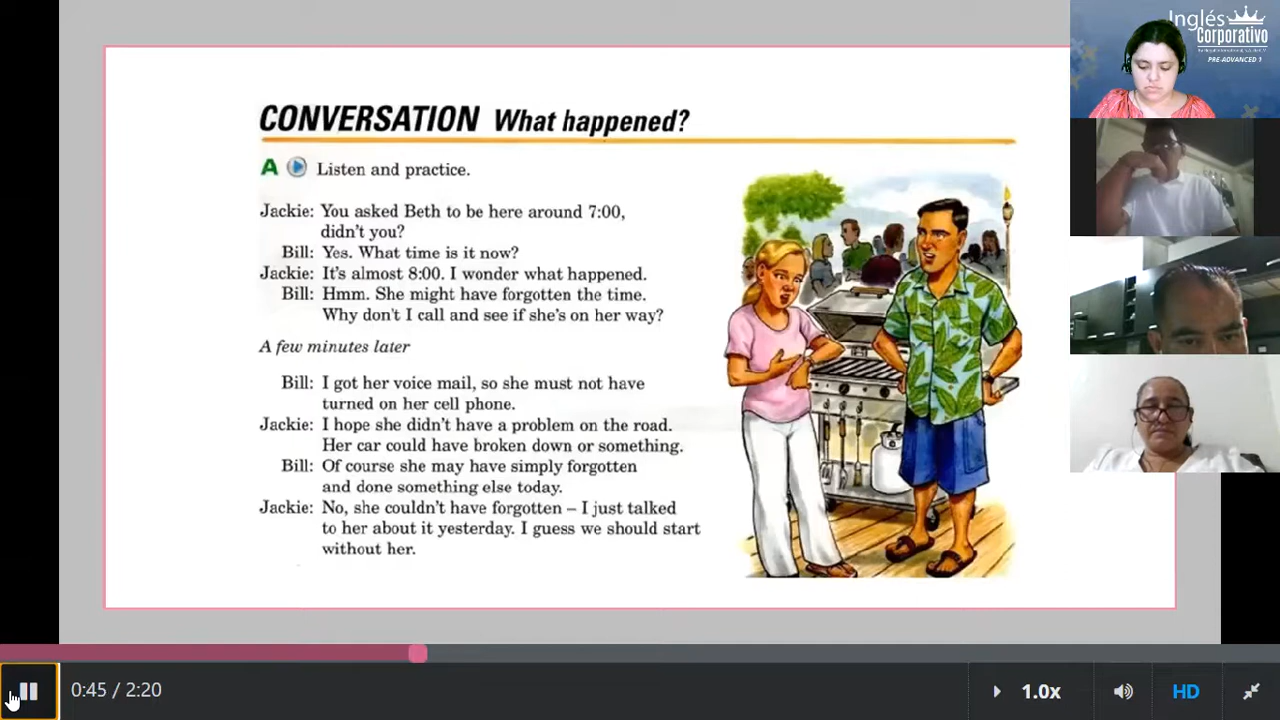 Inglés
Corporativo
PRE-ADVANCED 1
CONVERSATION What happened?
A Listen and practice.
Jackie: You asked Beth to be here around 7:00,
didn't you?
Bill: Yes. What time is it now?
Jackie: It's almost 8:00. I wonder what happened.
Bill: Hmm. She might have forgotten the time.
Why don't I call and see if she's on her way?
A few minutes later
Bill: I got her voice mail, so she must not have
turned on her cell phone.
Jackie: I hope she didn't have a problem on the road.
Her car could have broken down or something.
Bill: Of course she may have simply forgotten
and done something else today.
Jackie: No, she couldn't have forgotten – I just talked
to her about it yesterday. I guess we should start
without her.
0:45 / 2:20
1.0x
HD